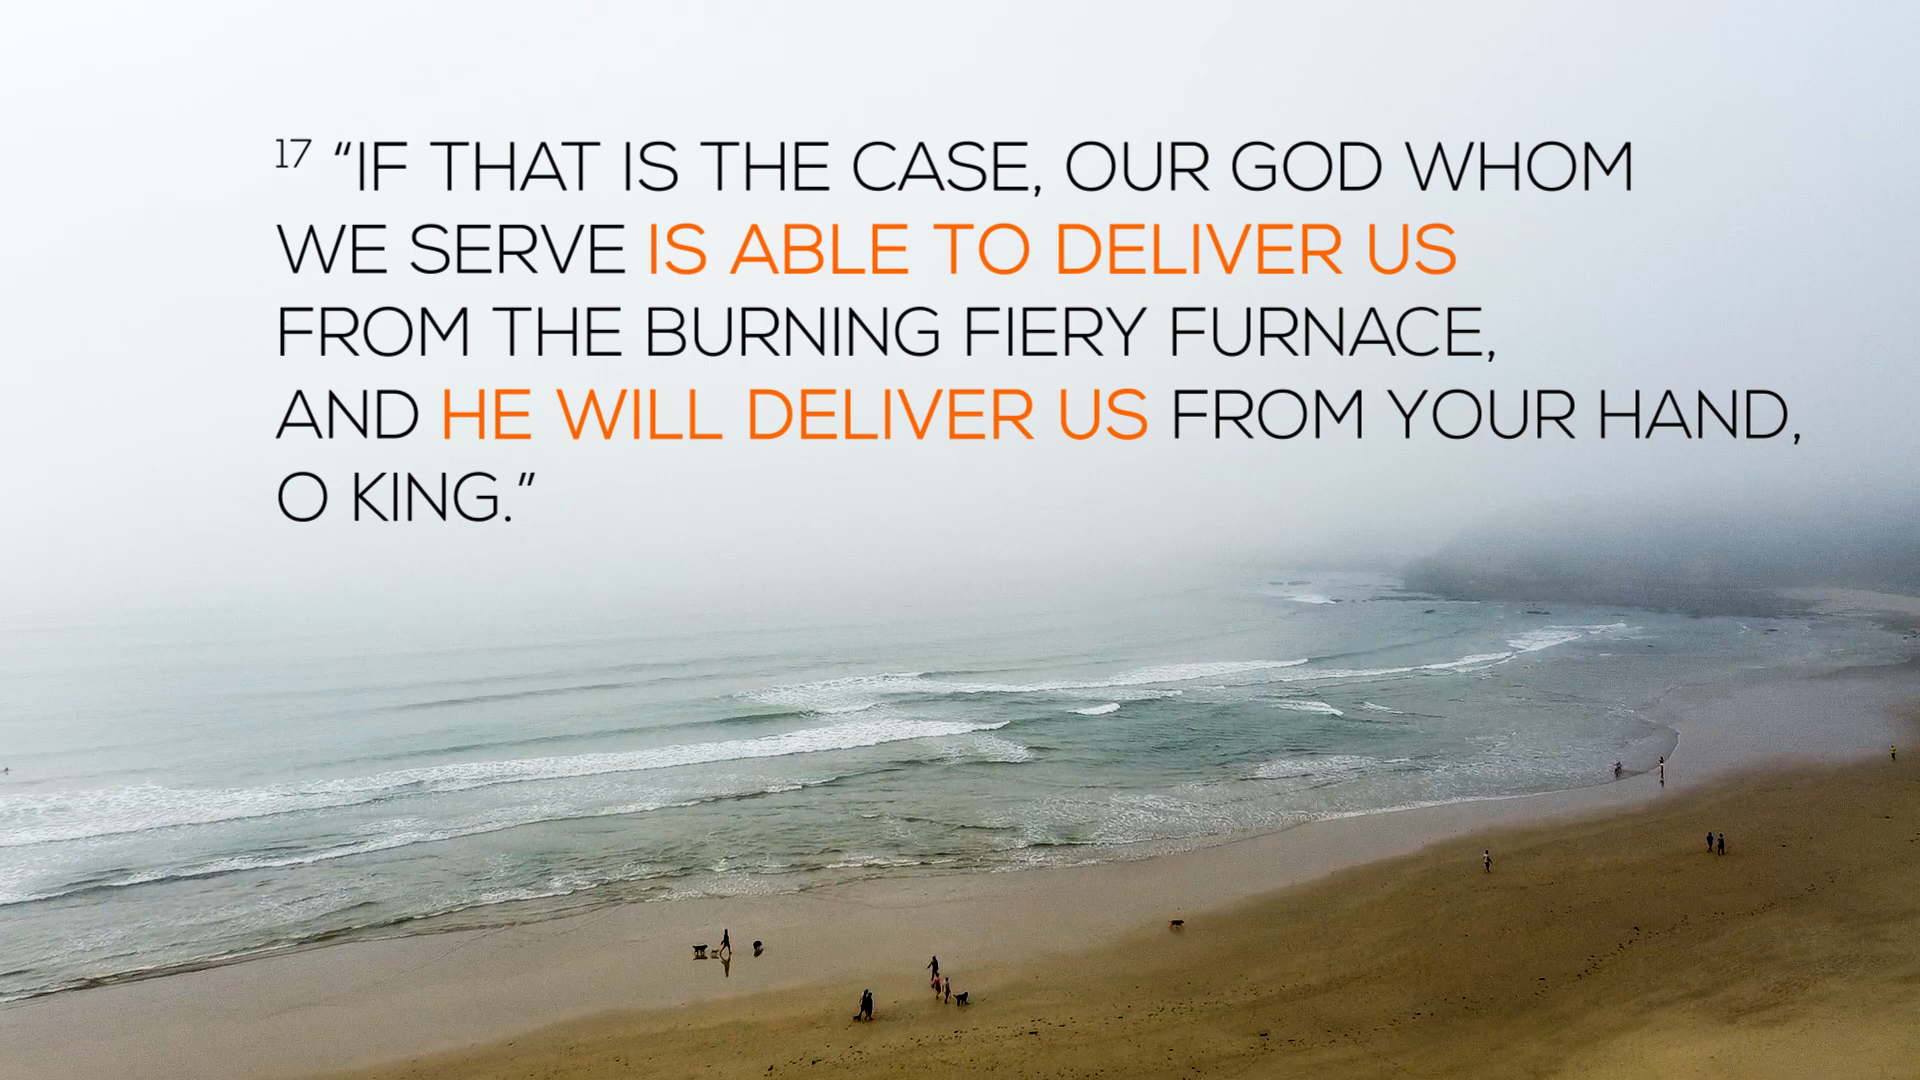 17 “IF THAT IS THE CASE, OUR GOD WHOM
WE SERVE IS ABLE TO DELIVER US
FROM THE BURNING FIERY FURNACE,
AND HE WILL DELIVER US FROM YOUR HAND,
O KING.”